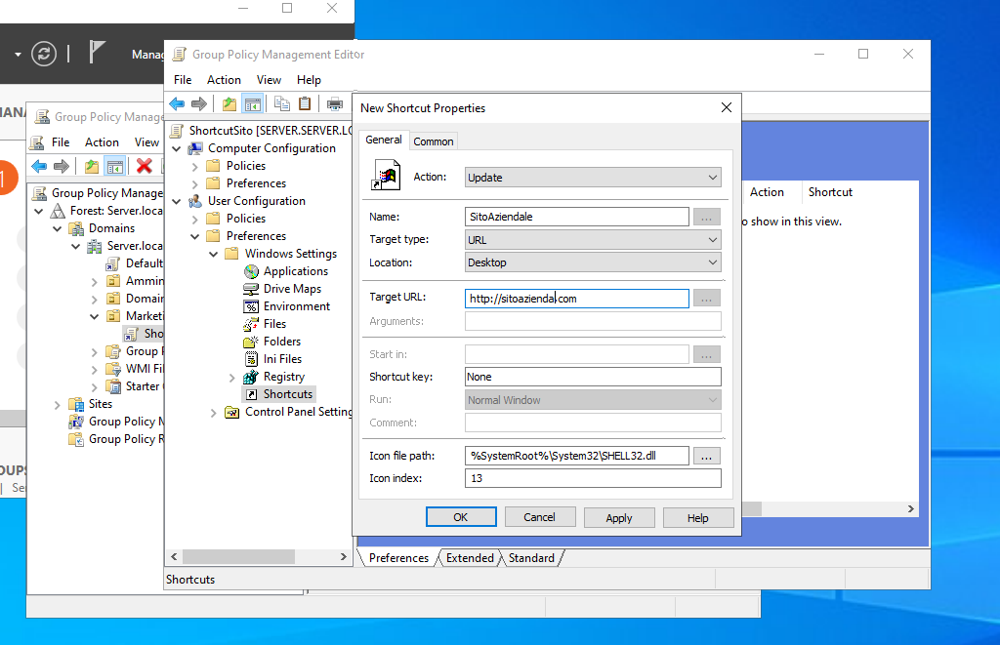 Manag
MANA
1
OUPS
Se
Group Policy Manage
File Action View
Group Policy Manage
Forest: Server.loca
Domains
Server.loca
Default
Ammin
Domain
Marketi
Sho
Group P
WMI Fil
Starter
Sites
Group Policy M
Group Policy R
Group Policy Management Editor
File Action View Help
ShortcutSito [SERVER.SERVER.LO
Computer Configuration
Policies
Preferences
User Configuration
Policies
Preferences
Windows Settings
Applications
Drive Maps
Environment
Files
Folders
Ini Files
Registry
Shortcuts
Control Panel Setting
Action Shortcut
o show in this view.
Preferences Extended Standard
Shortcuts
New Shortcut Properties
General Common
Action: Update
Name: SitoAziendale
... 
Target type: URL
Location: Desktop
Target URL: http://sitoazienda.com
...
Arguments:
Start in:
...
Shortcut key: None
Run: Normal Window
Comment:
Icon file path: %SystemRoot%\System32\SHELL32.dll
...
Icon index: 13
OK Cancel Apply Help